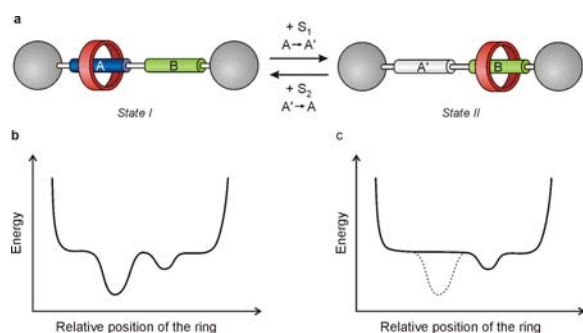 a
+ S₁
A→A'
A
B
A'
B
+ S₂
A'→A
State I
State II
b
c
Energy
Energy
Relative position of the ring
Relative position of the ring